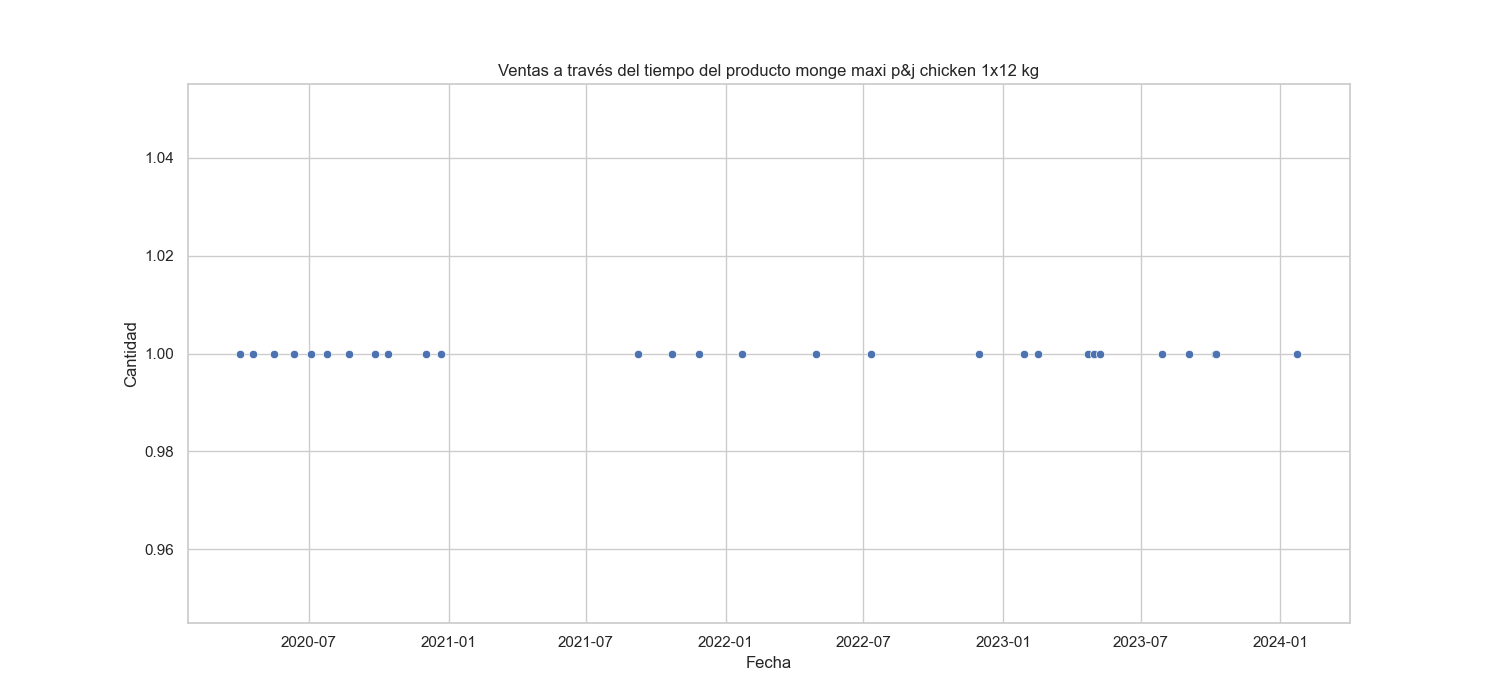 Ventas a través del tiempo del producto monge maxi p&j chicken 1x12 kg
1.04
1.02
1.00
0.98
0.96
Cantidad
2020-07 2021-01 2021-07 2022-01 2022-07 2023-01 2023-07 2024-01
Fecha